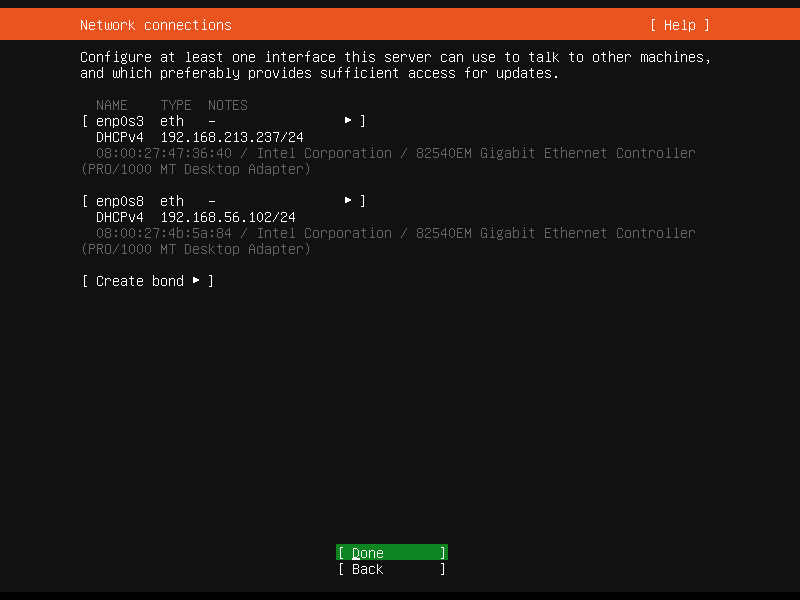 Network connections [ Help ]
Configure at least one interface this server can use to talk to other machines,
and which preferably provides sufficient access for updates.
NAME TYPE NOTES
[ enp0s3 eth - ▸ ]
DHCPv4 192.168.213.237/24
08:00:27:47:36:40 / Intel Corporation / 82540EM Gigabit Ethernet Controller
(PRO/1000 MT Desktop Adapter)
[ enp0s8 eth - ▸ ]
DHCPv4 192.168.56.102/24
08:00:27:4b:5a:84 / Intel Corporation / 82540EM Gigabit Ethernet Controller
(PRO/1000 MT Desktop Adapter)
[ Create bond ▸ ]
[ Done ]
[ Back ]